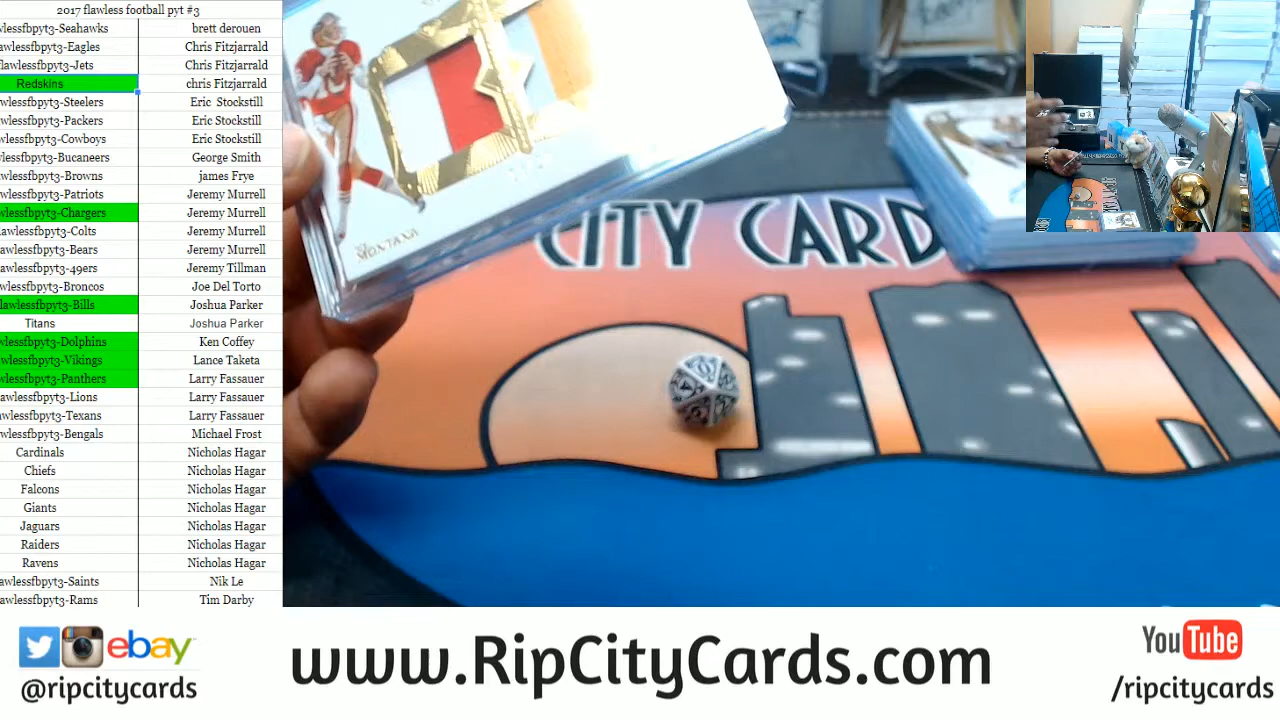 2017 flawless football pyt #3
wlessfbpyt3-Seahawks brett derouen
awlessfbpyt3-Eagles Chris Fitzjarrald
flawlessfbpyt3-Jets Chris Fitzjarrald
Redskins chris Fitzjarrald
wlessfbpyt3-Steelers Eric Stockstill
wlessfbpyt3-Packers Eric Stockstill
wlessfbpyt3-Cowboys Eric Stockstill
lessfbpyt3-Bucaneers George Smith
awlessfbpyt3-Browns james Frye
wlessfbpyt3-Patriots Jeremy Murrell
wlessfbpyt3-Chargers Jeremy Murrell
lawlessfbpyt3-Colts Jeremy Murrell
lawlessfbpyt3-Bears Jeremy Murrell
lawlessfbpyt3-49ers Jeremy Tillman
wlessfbpyt3-Broncos Joe Del Torto
flawlessfbpyt3-Bills Joshua Parker
Titans Joshua Parker
wlessfbpyt3-Dolphins Ken Coffey
wlessfbpyt3-Vikings Lance Taketa
wlessfbpyt3-Panthers Larry Fassauer
lawlessfbpyt3-Lions Larry Fassauer
awlessfbpyt3-Texans Larry Fassauer
wlessfbpyt3-Bengals Michael Frost
Cardinals Nicholas Hagar
Chiefs Nicholas Hagar
Falcons Nicholas Hagar
Giants Nicholas Hagar
Jaguars Nicholas Hagar
Raiders Nicholas Hagar
Ravens Nicholas Hagar
awlessfbpyt3-Saints Nik Le
awlessfbpyt3-Rams Tim Darby
MONTANA
CITY CARD
ebay
@ripcitycards
www.RipCityCards.com
YouTube
/ripcitycards